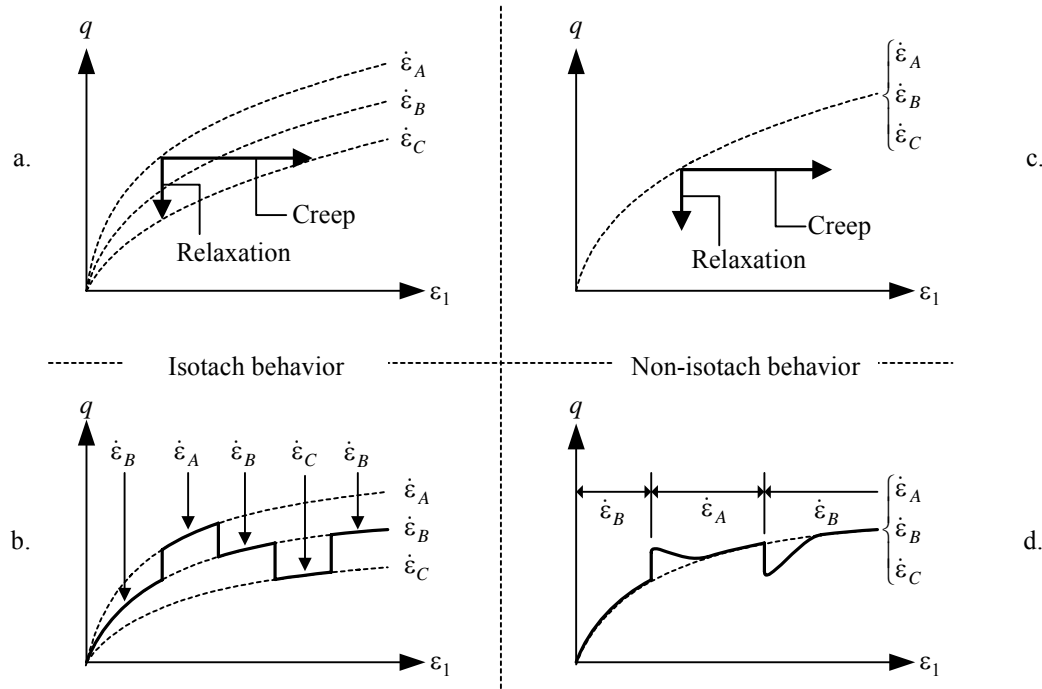 q
ε̇A
ε̇B
ε̇C
a.
Creep
Relaxation
ε1
q
ε̇A
ε̇B
ε̇C
c.
Creep
Relaxation
ε1
Isotach behavior
Non-isotach behavior
q
ε̇B ε̇A ε̇B ε̇C ε̇B
ε̇A
ε̇B
ε̇C
b.
ε1
q
ε̇B ε̇A ε̇B
ε̇A
ε̇B
ε̇C
d.
ε1